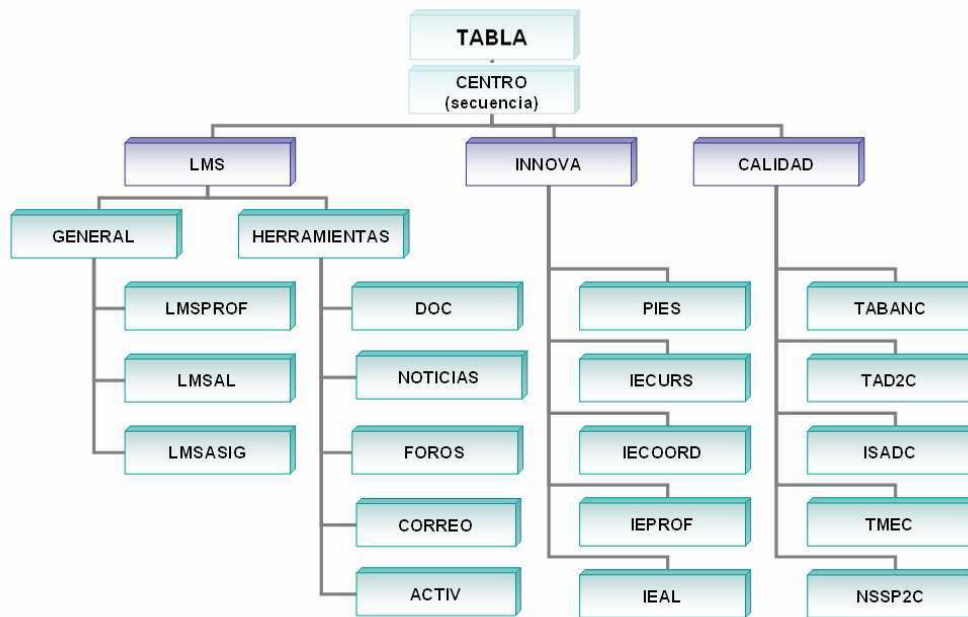 TABLA
CENTRO
(secuencia)
LMS
INNOVA
CALIDAD
GENERAL
HERRAMIENTAS
LMSPROF
DOC
PIES
TABANC
LMSAL
NOTICIAS
IECURS
TAD2C
LMSASIG
FOROS
IECOORD
ISADC
CORREO
IEPROF
TMEC
ACTIV
IEAL
NSSP2C